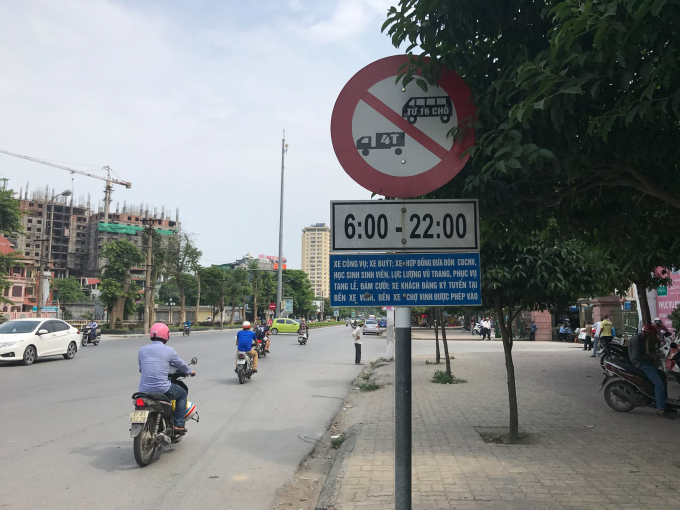 TỪ 16 CHỖ
4T
6:00 - 22:00
XE CÔNG VỤ; XE BUÝT; XE HỢP ĐỒNG ĐƯA ĐÓN CBCNV,
HỌC SINH SINH VIÊN, LỰC LƯỢNG VŨ TRANG, PHỤC VỤ
TANG LỄ, ĐÁM CƯỚI; XE KHÁCH ĐĂNG KÝ TUYẾN TẠI
BẾN XE VINH, BẾN XE CHỢ VINH ĐƯỢC PHÉP VÀO